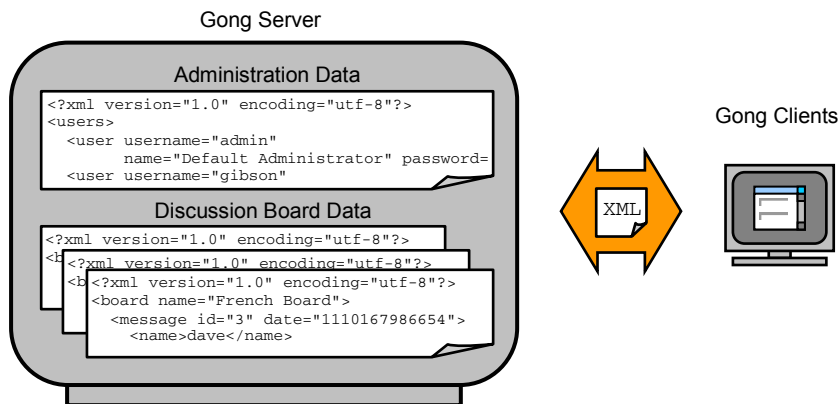 Gong Server
Administration Data
<?xml version="1.0" encoding="utf-8"?>
<users>
<user username="admin"
name="Default Administrator" password=
<user username="gibson"
Discussion Board Data
<?xml version="1.0" encoding="utf-8"?>
<b
<?xml version="1.0" encoding="utf-8"?>
<b
<?xml version="1.0" encoding="utf-8"?>
<board name="French Board">
<message id="3" date="1110167986654">
<name>dave</name>
XML
Gong Clients